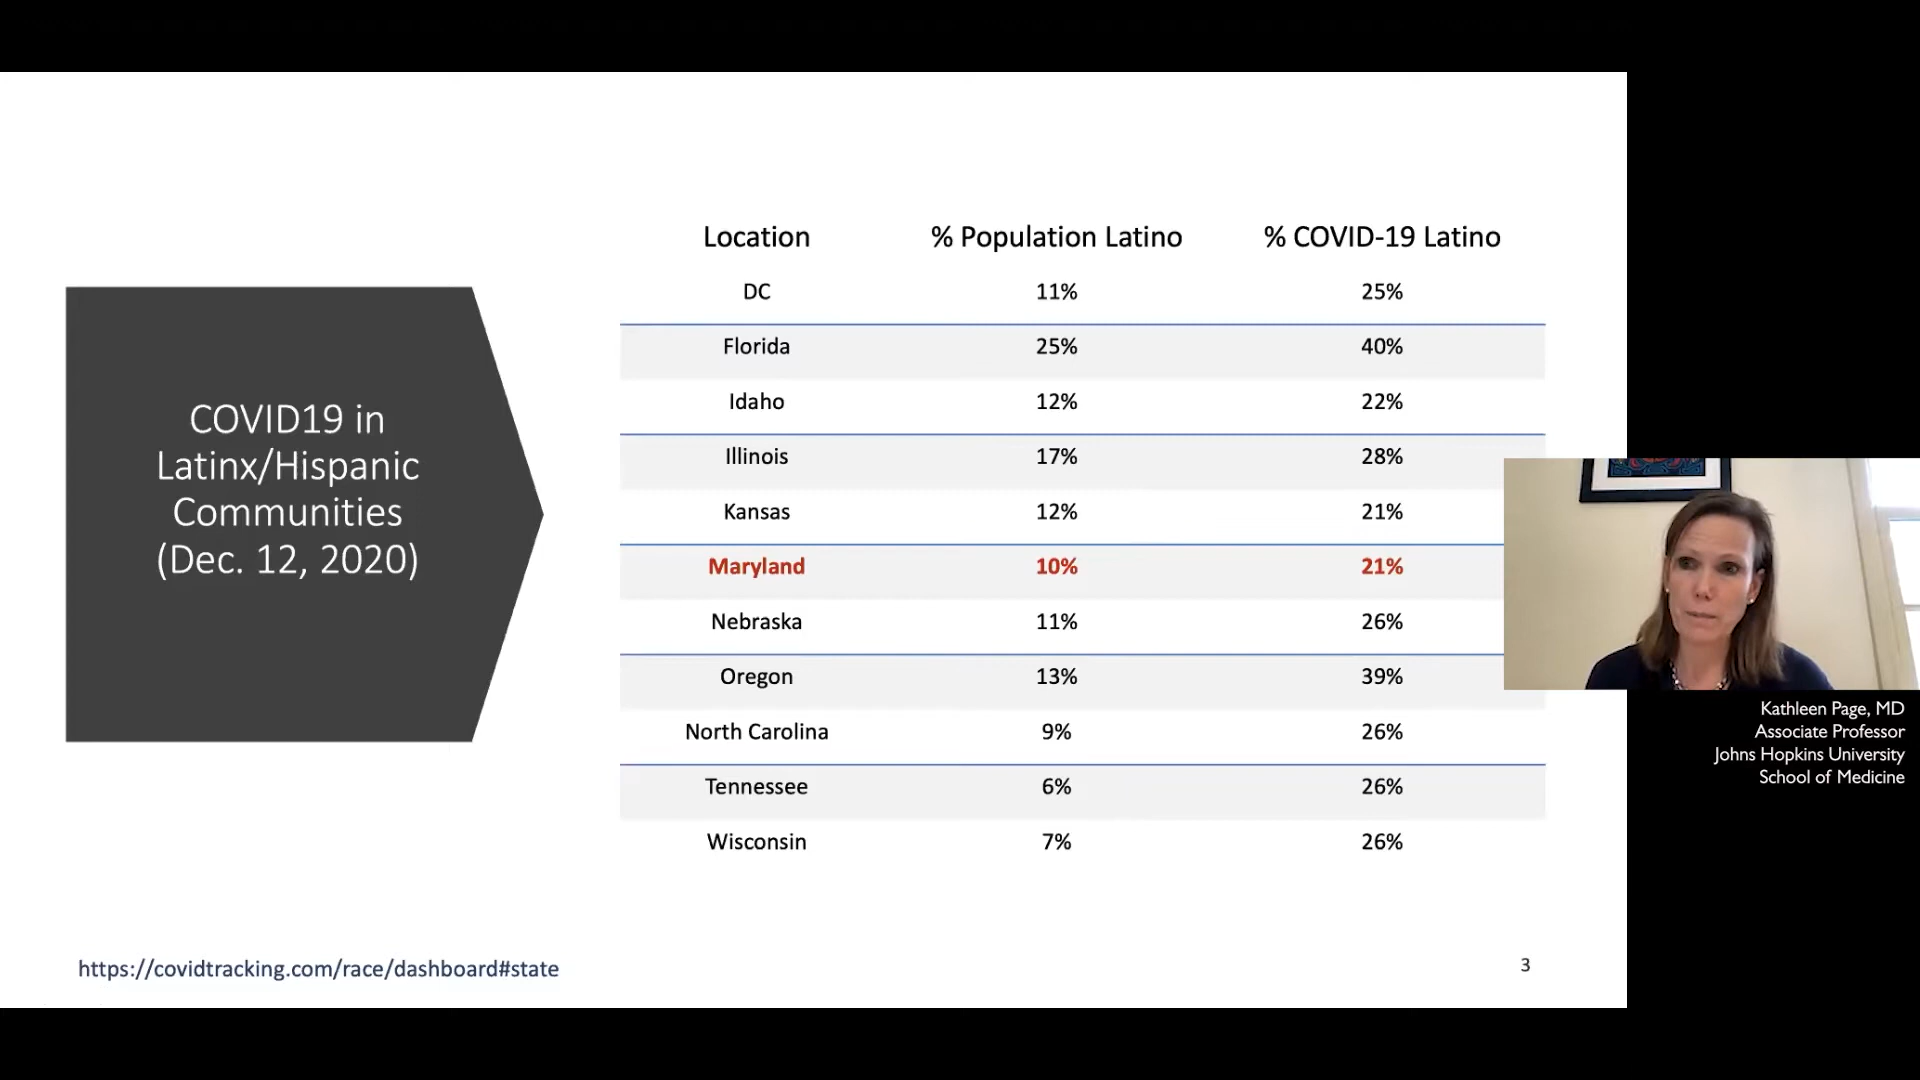 COVID19 in
Latinx/Hispanic
Communities
(Dec. 12, 2020)
Location % Population Latino % COVID-19 Latino
DC 11% 25%
Florida 25% 40%
Idaho 12% 22%
Illinois 17% 28%
Kansas 12% 21%
Maryland 10% 21%
Nebraska 11% 26%
Oregon 13% 39%
North Carolina 9% 26%
Tennessee 6% 26%
Wisconsin 7% 26%
https://covidtracking.com/race/dashboard#state
3
Kathleen Page, MD
Associate Professor
Johns Hopkins University
School of Medicine